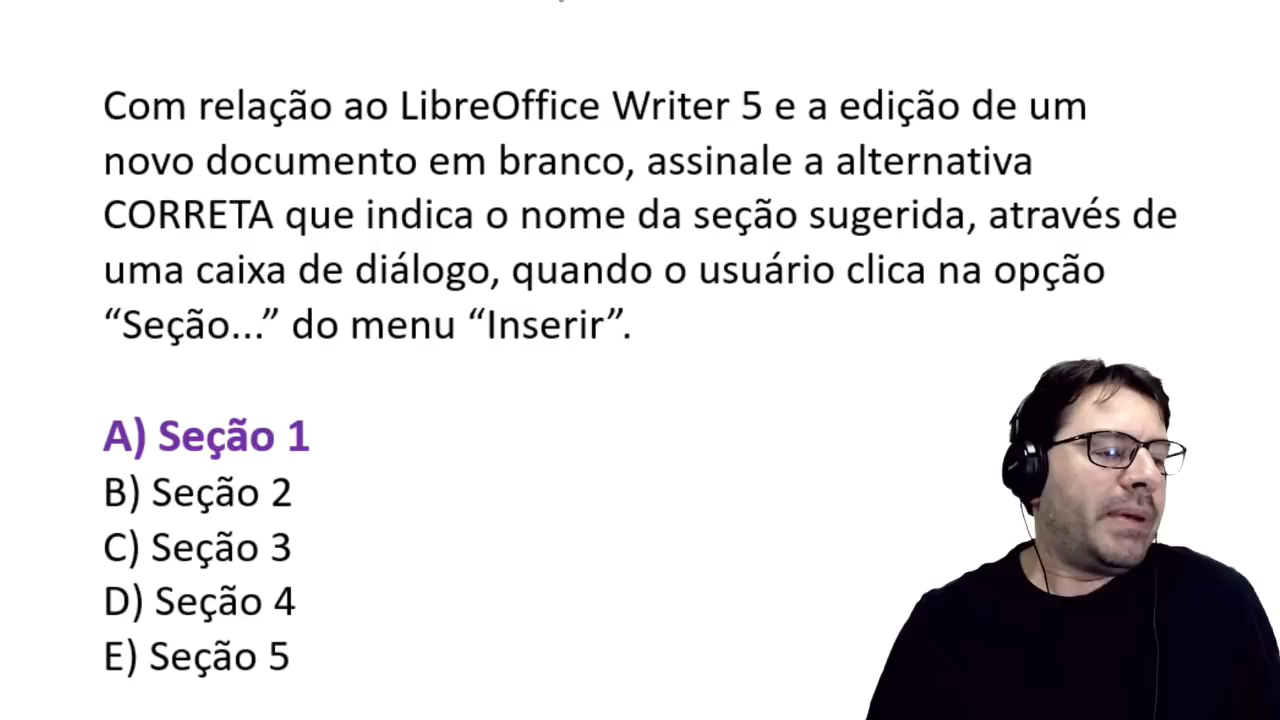 Com relação ao LibreOffice Writer 5 e a edição de um
novo documento em branco, assinale a alternativa
CORRETA que indica o nome da seção sugerida, através de
uma caixa de diálogo, quando o usuário clica na opção
“Seção...” do menu “Inserir”.
A) Seção 1
B) Seção 2
C) Seção 3
D) Seção 4
E) Seção 5